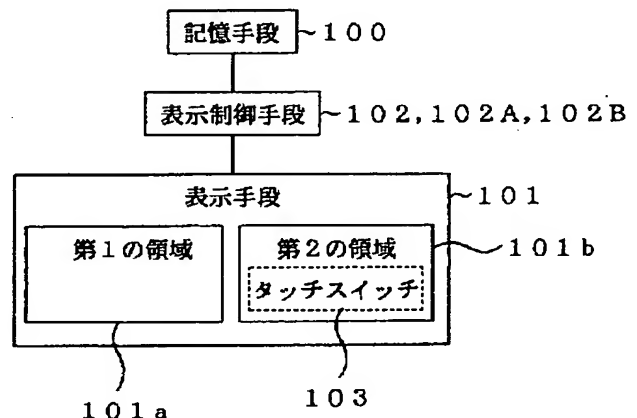 記憶手段 ~100
表示制御手段 ~102,102A,102B
表示手段 ~101
第1の領域 第2の領域 101b
タッチスイッチ
101a 103